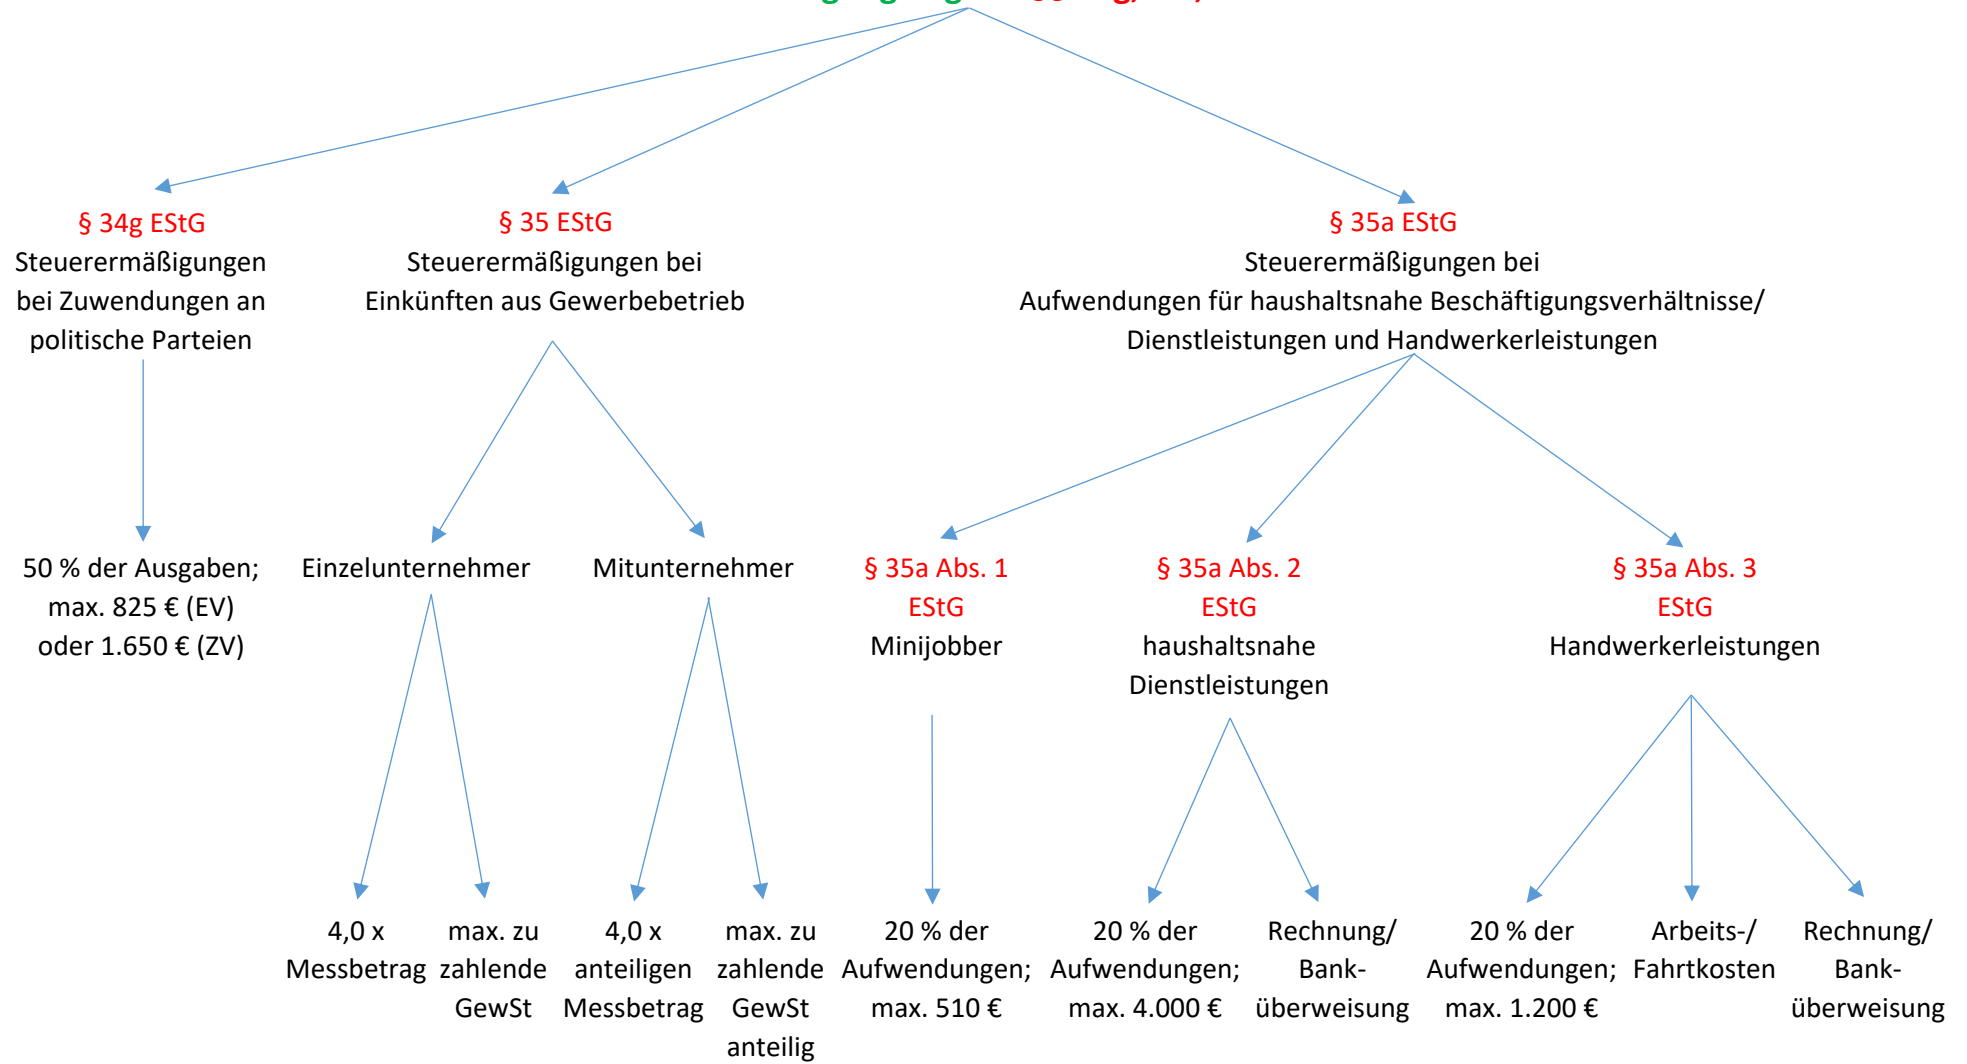 § 34g EStG
Steuerermäßigungen
bei Zuwendungen an
politische Parteien
§ 35 EStG
Steuerermäßigungen bei
Einkünften aus Gewerbebetrieb
§ 35a EStG
Steuerermäßigungen bei
Aufwendungen für haushaltsnahe Beschäftigungsverhältnisse/
Dienstleistungen und Handwerkerleistungen
50 % der Ausgaben;
max. 825 € (EV)
oder 1.650 € (ZV)
Einzelunternehmer
Mitunternehmer
§ 35a Abs. 1
EStG
Minijobber
§ 35a Abs. 2
EStG
haushaltsnahe
Dienstleistungen
§ 35a Abs. 3
EStG
Handwerkerleistungen
4,0 x
Messbetrag
max. zu
zahlende
GewSt
4,0 x
anteiligen
Messbetrag
max. zu
zahlende
GewSt
anteilig
20 % der
Aufwendungen;
max. 510 €
20 % der
Aufwendungen;
max. 4.000 €
Rechnung/
Bank-
überweisung
20 % der
Aufwendungen;
max. 1.200 €
Arbeits-/
Fahrtkosten
Rechnung/
Bank-
überweisung